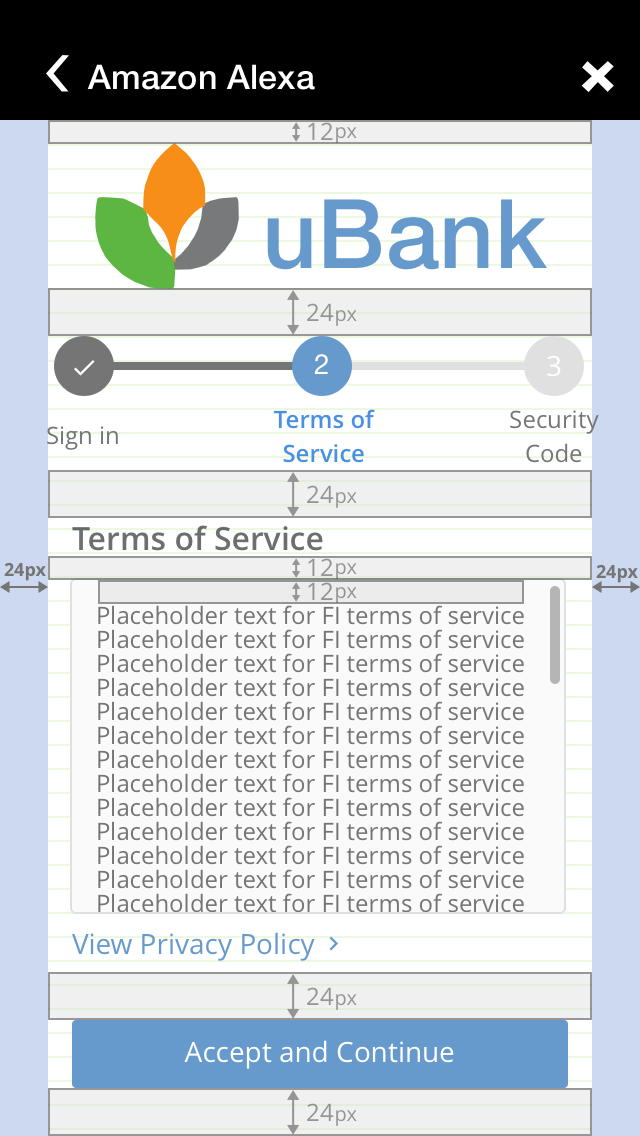 Amazon Alexa
12px
uBank
24px
2
3
Sign in
Terms of
Service
Security
Code
24px
Terms of Service
24px
12px
24px
12px
Placeholder text for FI terms of service
Placeholder text for FI terms of service
Placeholder text for FI terms of service
Placeholder text for FI terms of service
Placeholder text for FI terms of service
Placeholder text for FI terms of service
Placeholder text for FI terms of service
Placeholder text for FI terms of service
Placeholder text for FI terms of service
Placeholder text for FI terms of service
Placeholder text for FI terms of service
Placeholder text for FI terms of service
Placeholder text for FI terms of service
View Privacy Policy >
24px
Accept and Continue
24px